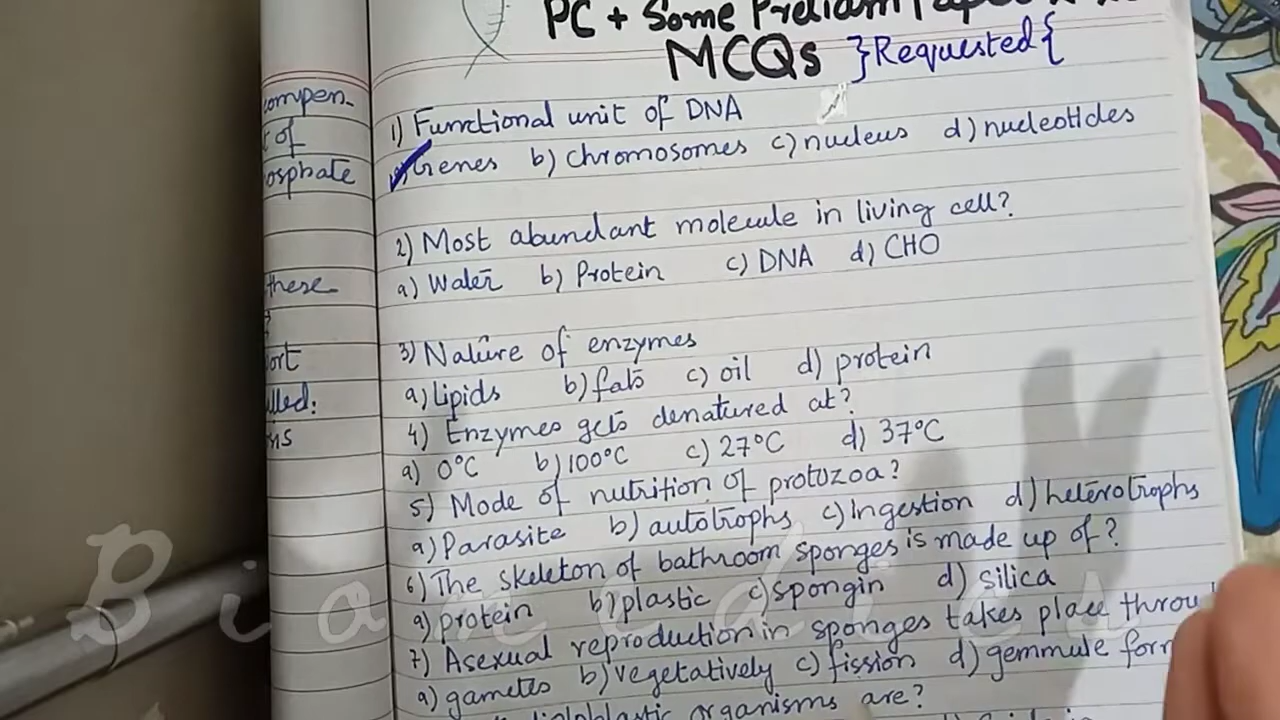 PC + Some
MCQs }Requested{
compen-
of
osphate
these
ort
lled:
1) Functional unit of DNA
Genes b) chromosomes c) nucleus d) nucleotides
2) Most abundant molecule in living cell?
a) Water b) Protein c) DNA d) CHO
3) Nature of enzymes
a) Lipids b) fats c) oil d) protein
4) Enzymes gets denatured at?
a) 0°C b) 100°C c) 27°C d) 37°C
5) Mode of nutrition of protozoa?
a) Parasite b) autotrophs c) Ingestion d) heterotrophs
6) The skeleton of bathroom sponges is made up of?
a) protein b) plastic c) spongin d) silica
7) Asexual reproduction in sponges takes place throu
a) gametes b) vegetatively c) fission d) gemmule form
organisms are?
Biomedics